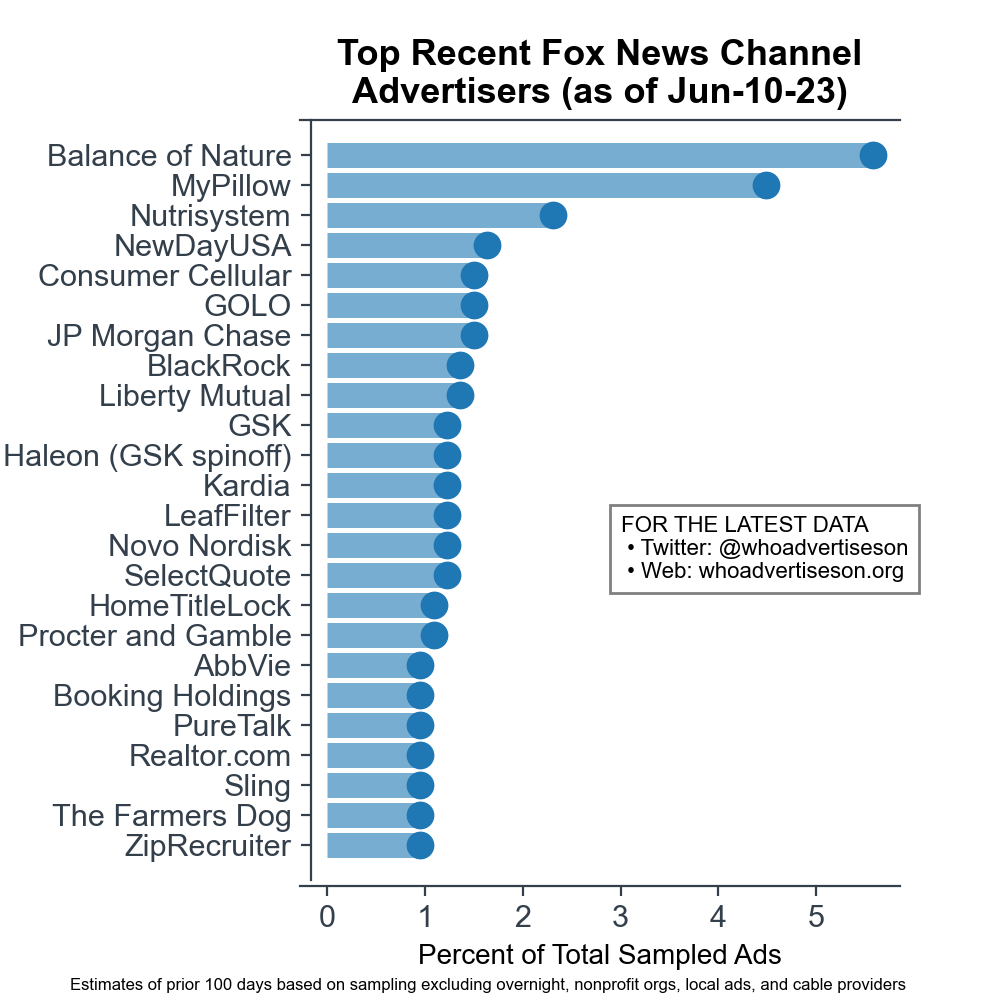 Top Recent Fox News Channel
Advertisers (as of Jun-10-23)
Balance of Nature
MyPillow
Nutrisystem
NewDayUSA
Consumer Cellular
GOLO
JP Morgan Chase
BlackRock
Liberty Mutual
GSK
Haleon (GSK spinoff)
Kardia
LeafFilter
Novo Nordisk
SelectQuote
HomeTitleLock
Procter and Gamble
AbbVie
Booking Holdings
PureTalk
Realtor.com
Sling
The Farmers Dog
ZipRecruiter
FOR THE LATEST DATA
• Twitter: @whoadvertiseson
• Web: whoadvertiseson.org
0 1 2 3 4 5
Percent of Total Sampled Ads
Estimates of prior 100 days based on sampling excluding overnight, nonprofit orgs, local ads, and cable providers